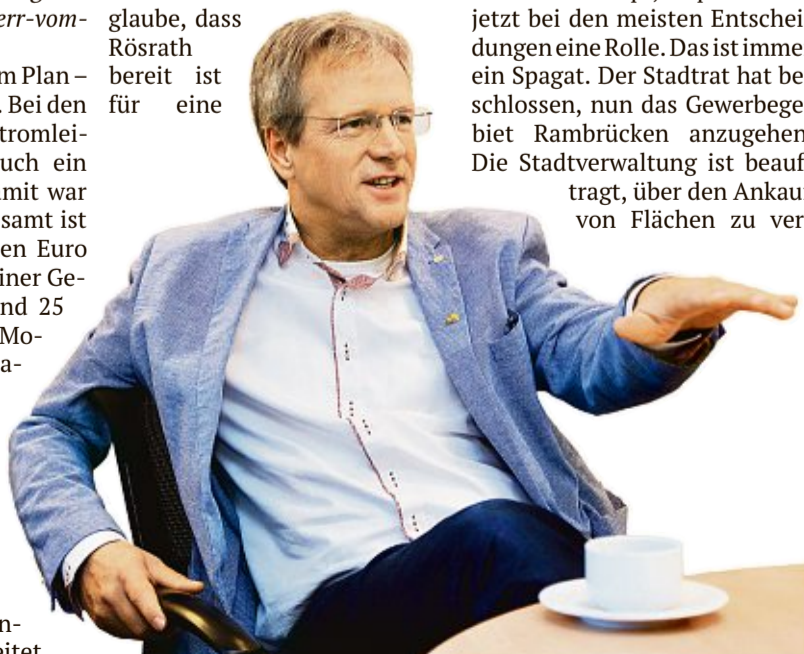 err-vom-
m Plan –
. Bei den
tromlei-
uch ein
amit war
samt ist
en Euro
iner Ge-
nd 25
Mo-
a-
n-
eitet
glaube, dass
Rösrath
bereit ist
für eine
jetzt bei den meisten Entschei
dungen eine Rolle. Das ist imme
ein Spagat. Der Stadtrat hat be
schlossen, nun das Gewerbege
biet Rambrücken anzugehen
Die Stadtverwaltung ist beauf
tragt, über den Ankau
von Flächen zu ver